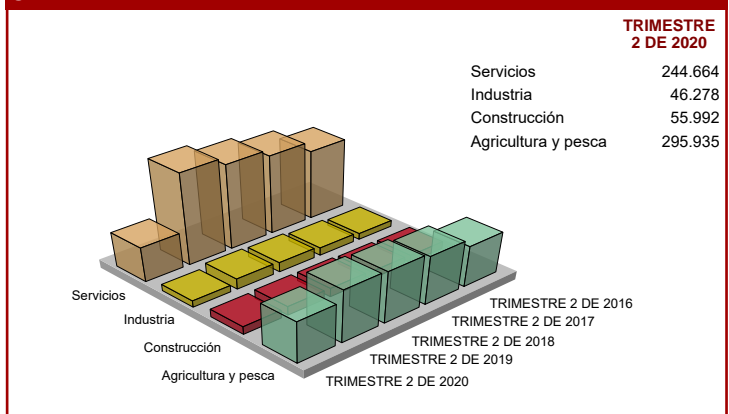 TRIMESTRE
2 DE 2020
Servicios 244.664
Industria 46.278
Construcción 55.992
Agricultura y pesca 295.935
Servicios
Industria
Construcción
Agricultura y pesca
TRIMESTRE 2 DE 2016
TRIMESTRE 2 DE 2017
TRIMESTRE 2 DE 2018
TRIMESTRE 2 DE 2019
TRIMESTRE 2 DE 2020